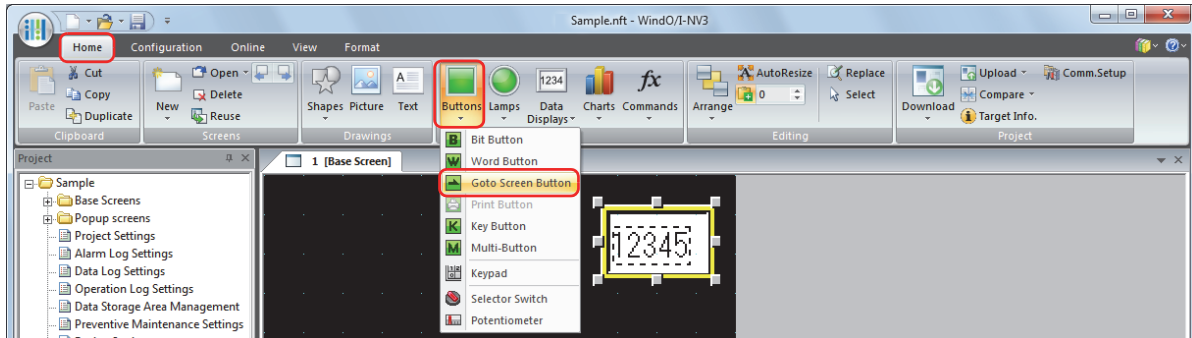 Sample.nft - WindO/I-NV3
Home Configuration Online View Format
Paste
Cut
Copy
Duplicate
Clipboard
New
Open
Delete
Reuse
Screens
Shapes Picture Text
Drawings
Buttons Lamps Data Displays Charts Commands
1234
fx
Arrange
AutoResize
0
Replace
Select
Editing
Download
Upload
Compare
Target Info.
Comm.Setup
Project
Project
1 [Base Screen]
Sample
Base Screens
Popup screens
Project Settings
Alarm Log Settings
Data Log Settings
Operation Log Settings
Data Storage Area Management
Preventive Maintenance Settings
B Bit Button
W Word Button
Goto Screen Button
Print Button
K Key Button
M Multi-Button
Keypad
Selector Switch
Potentiometer
12345